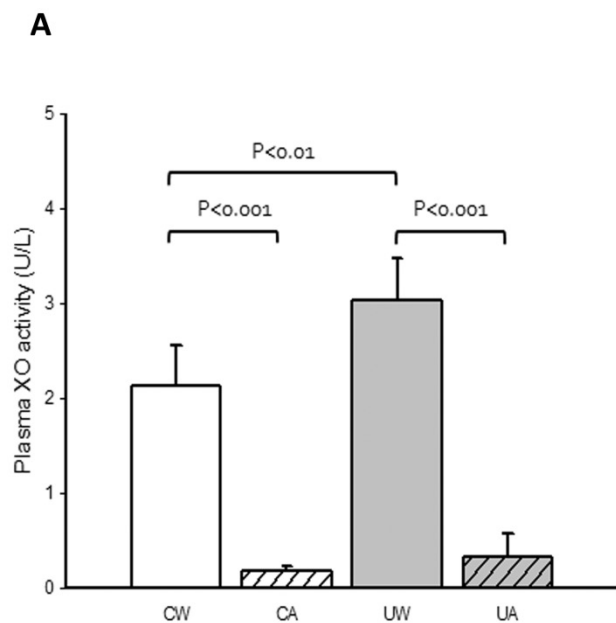 A
Plasma XO activity (U/L)
5
4
3
2
1
0
P<0.01
P<0.001
P<0.001
CW
CA
UW
UA